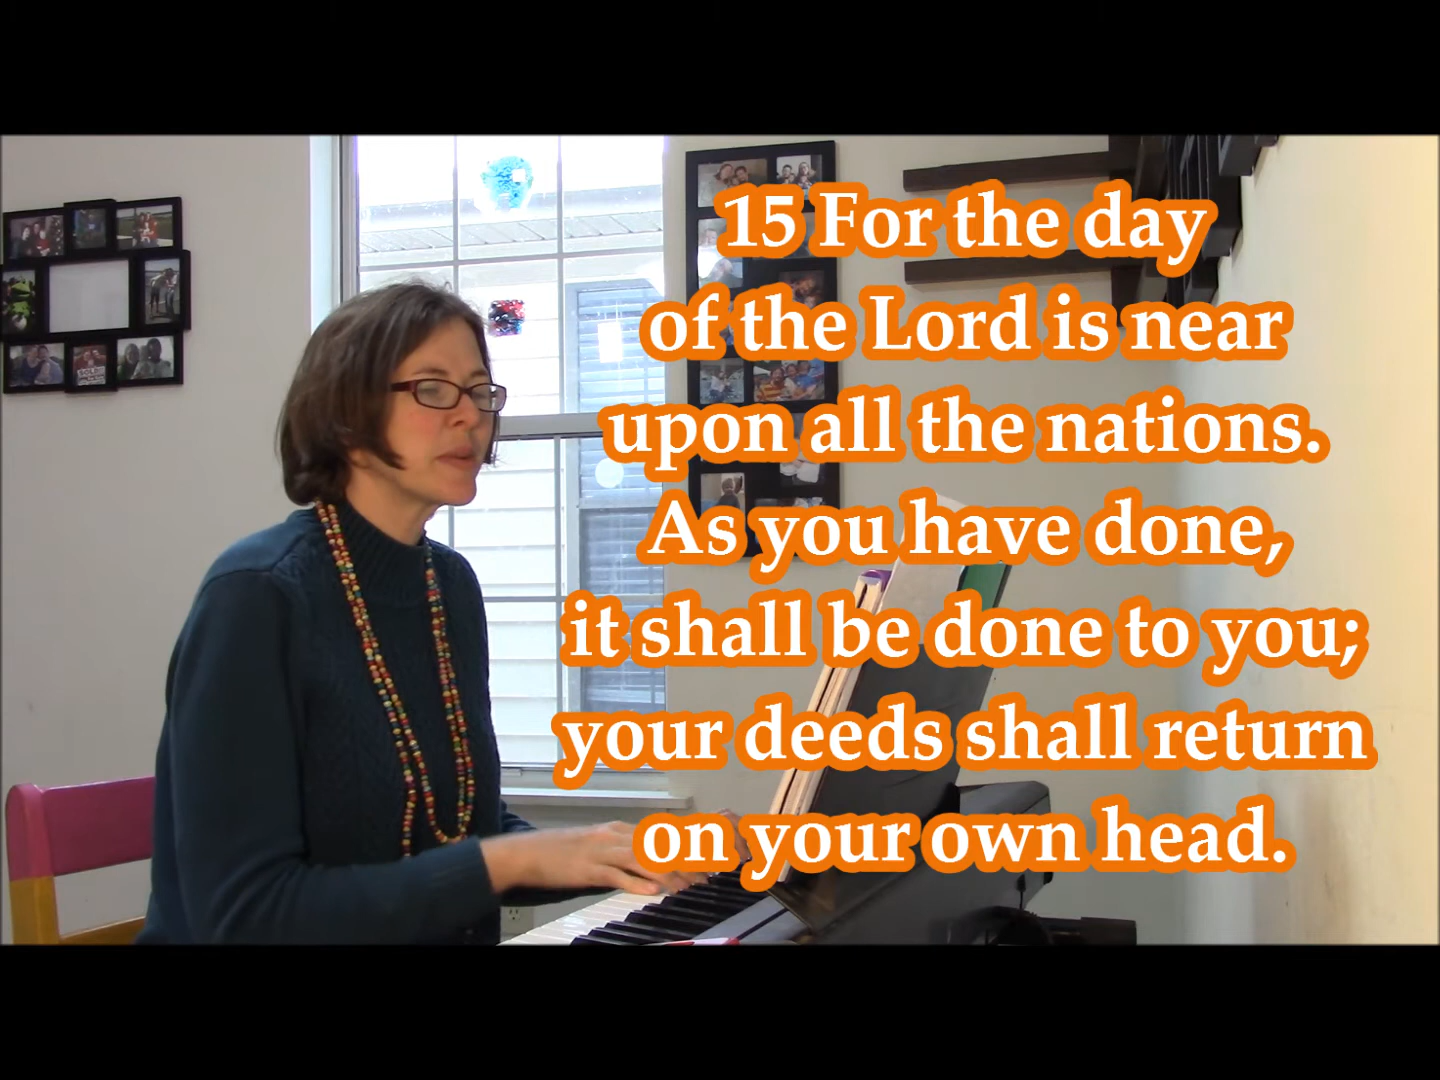 15 For the day
of the Lord is near
upon all the nations.
As you have done,
it shall be done to you;
your deeds shall return
on your own head.